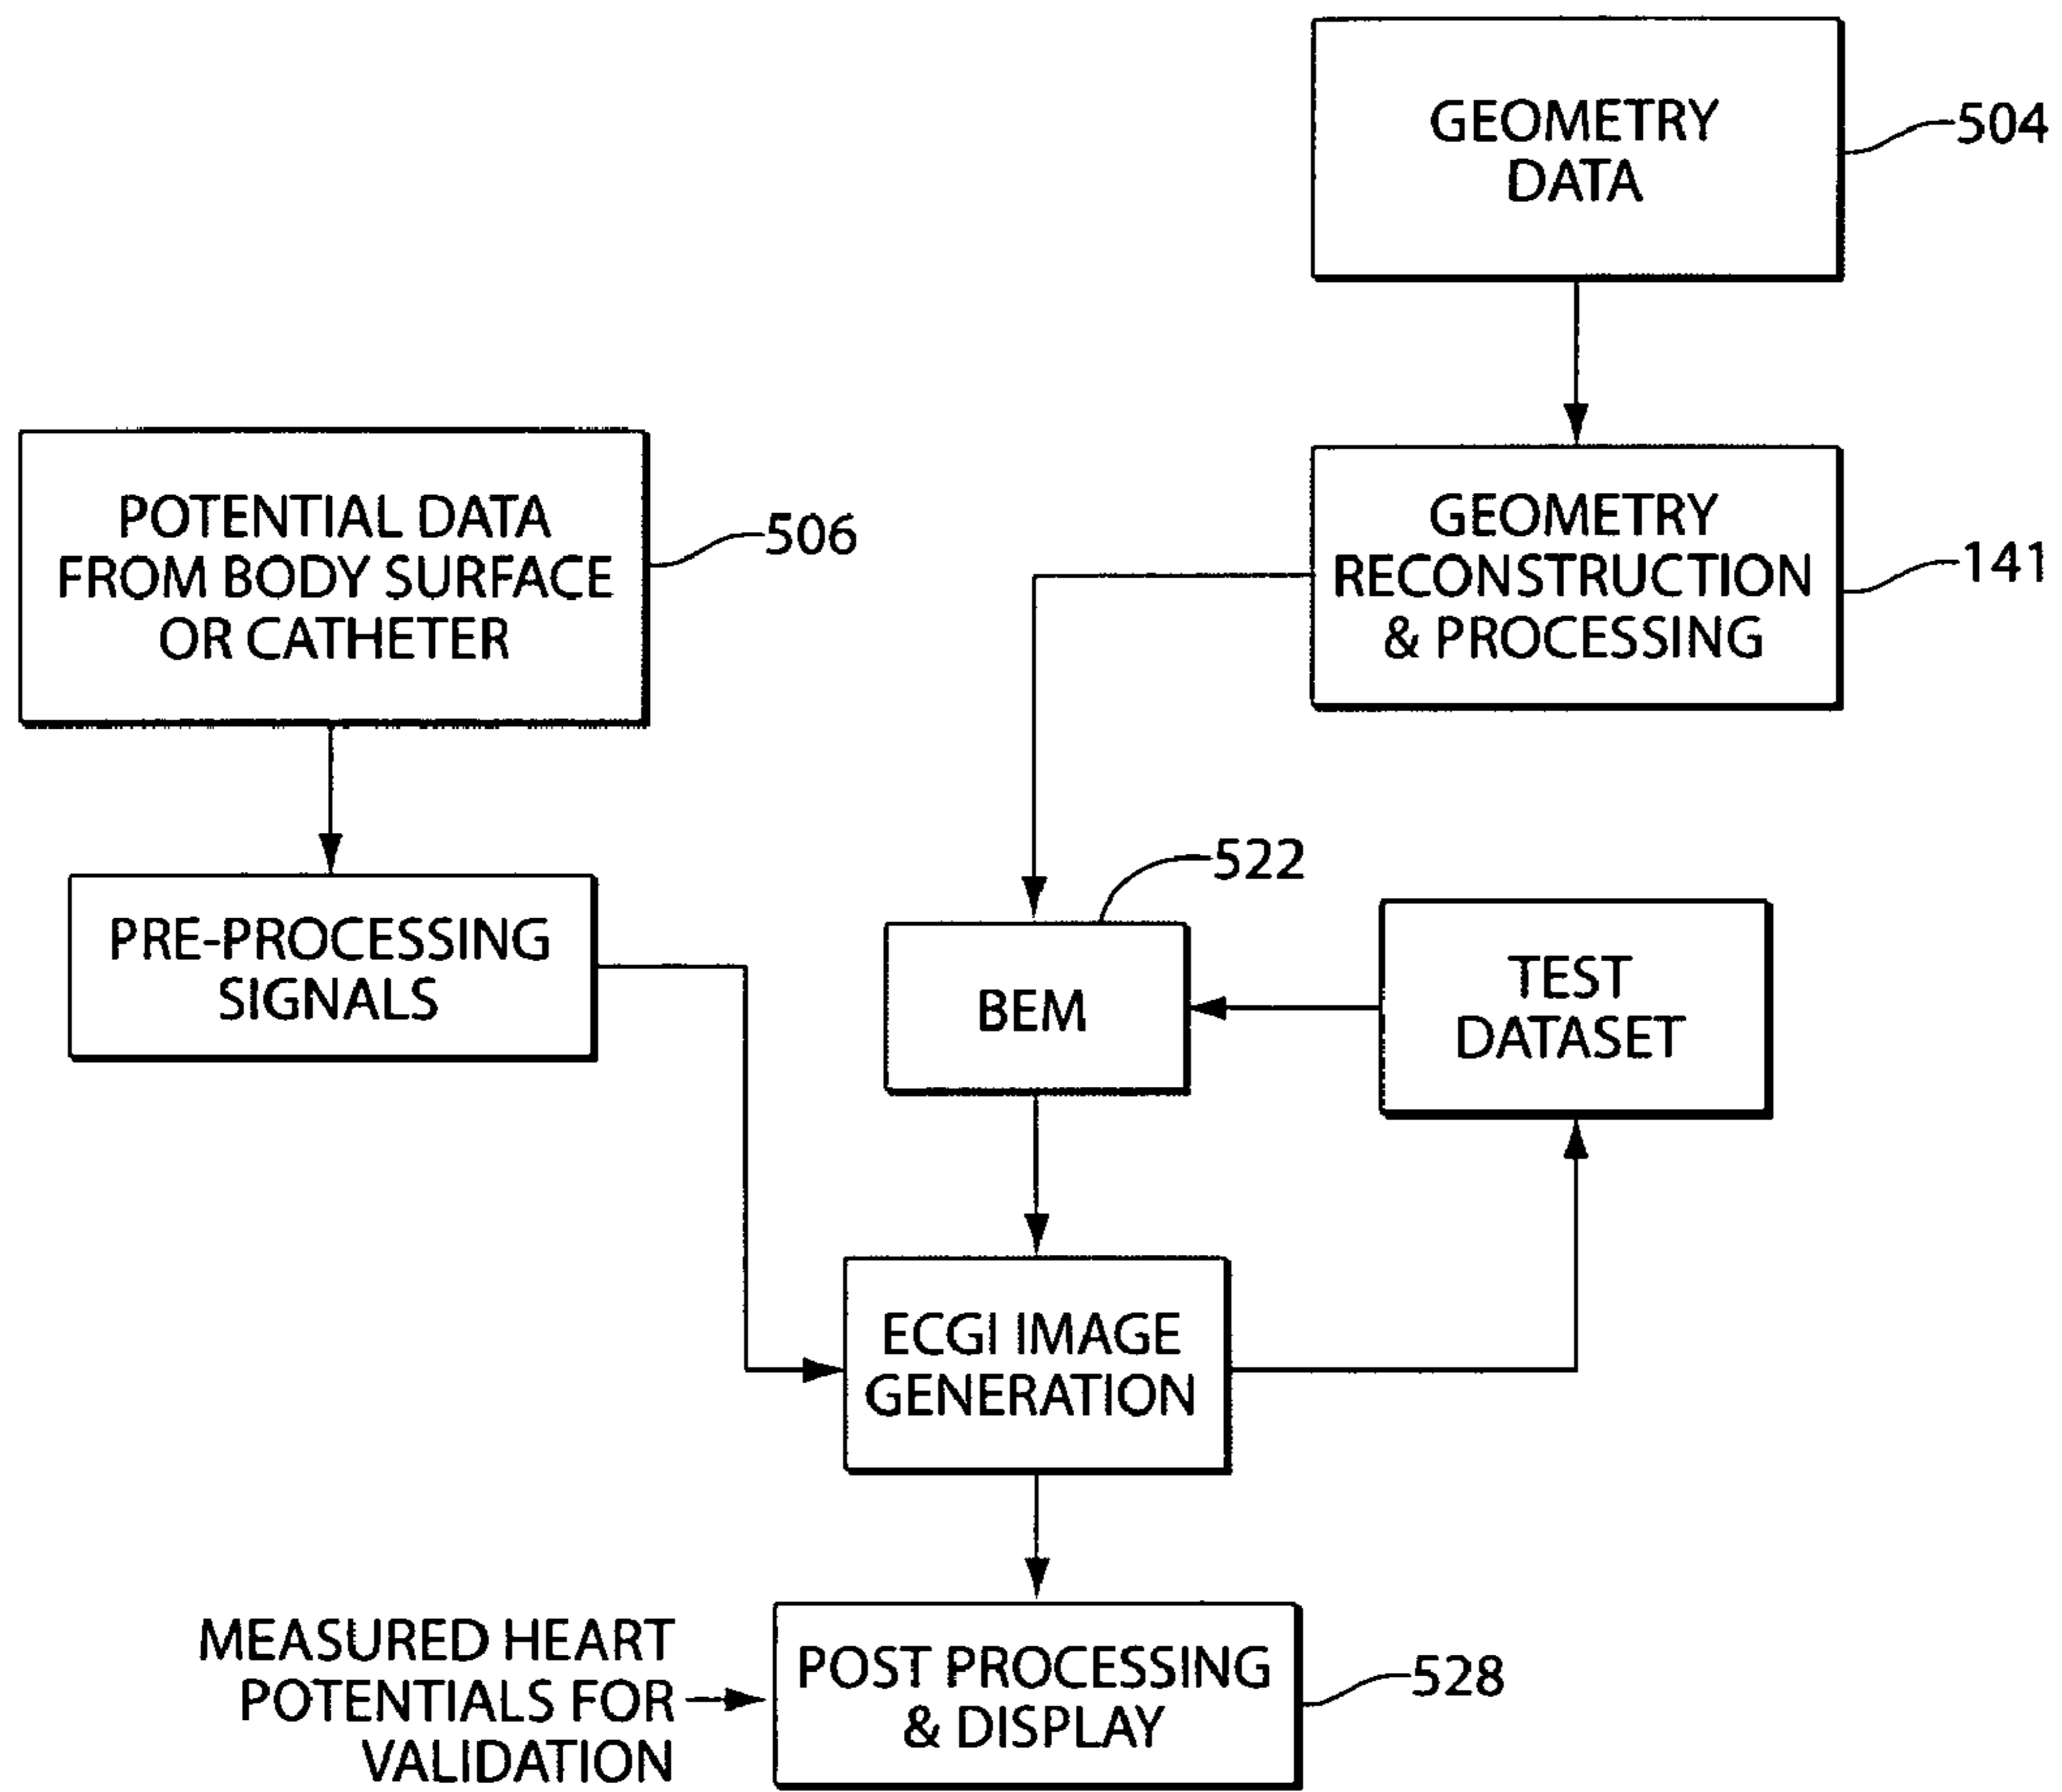 GEOMETRY
DATA
504
POTENTIAL DATA
FROM BODY SURFACE
OR CATHETER
506
GEOMETRY
RECONSTRUCTION
& PROCESSING
141
PRE-PROCESSING
SIGNALS
522
BEM
TEST
DATASET
ECGI IMAGE
GENERATION
MEASURED HEART
POTENTIALS FOR
VALIDATION
POST PROCESSING
& DISPLAY
528